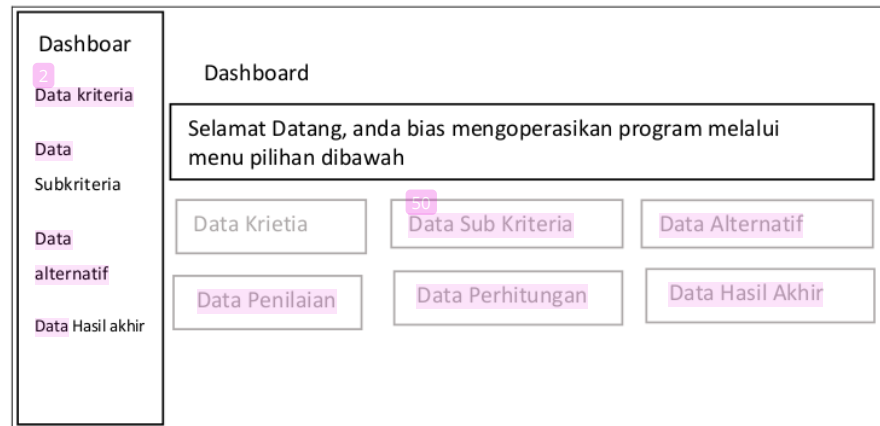 Dashboar
2
Data kriteria
Data
Subkriteria
Data
alternatif
Data Hasil akhir
Dashboard
Selamat Datang, anda bias mengoperasikan program melalui
menu pilihan dibawah
50
Data Krietia
Data Sub Kriteria
Data Alternatif
Data Penilaian
Data Perhitungan
Data Hasil Akhir